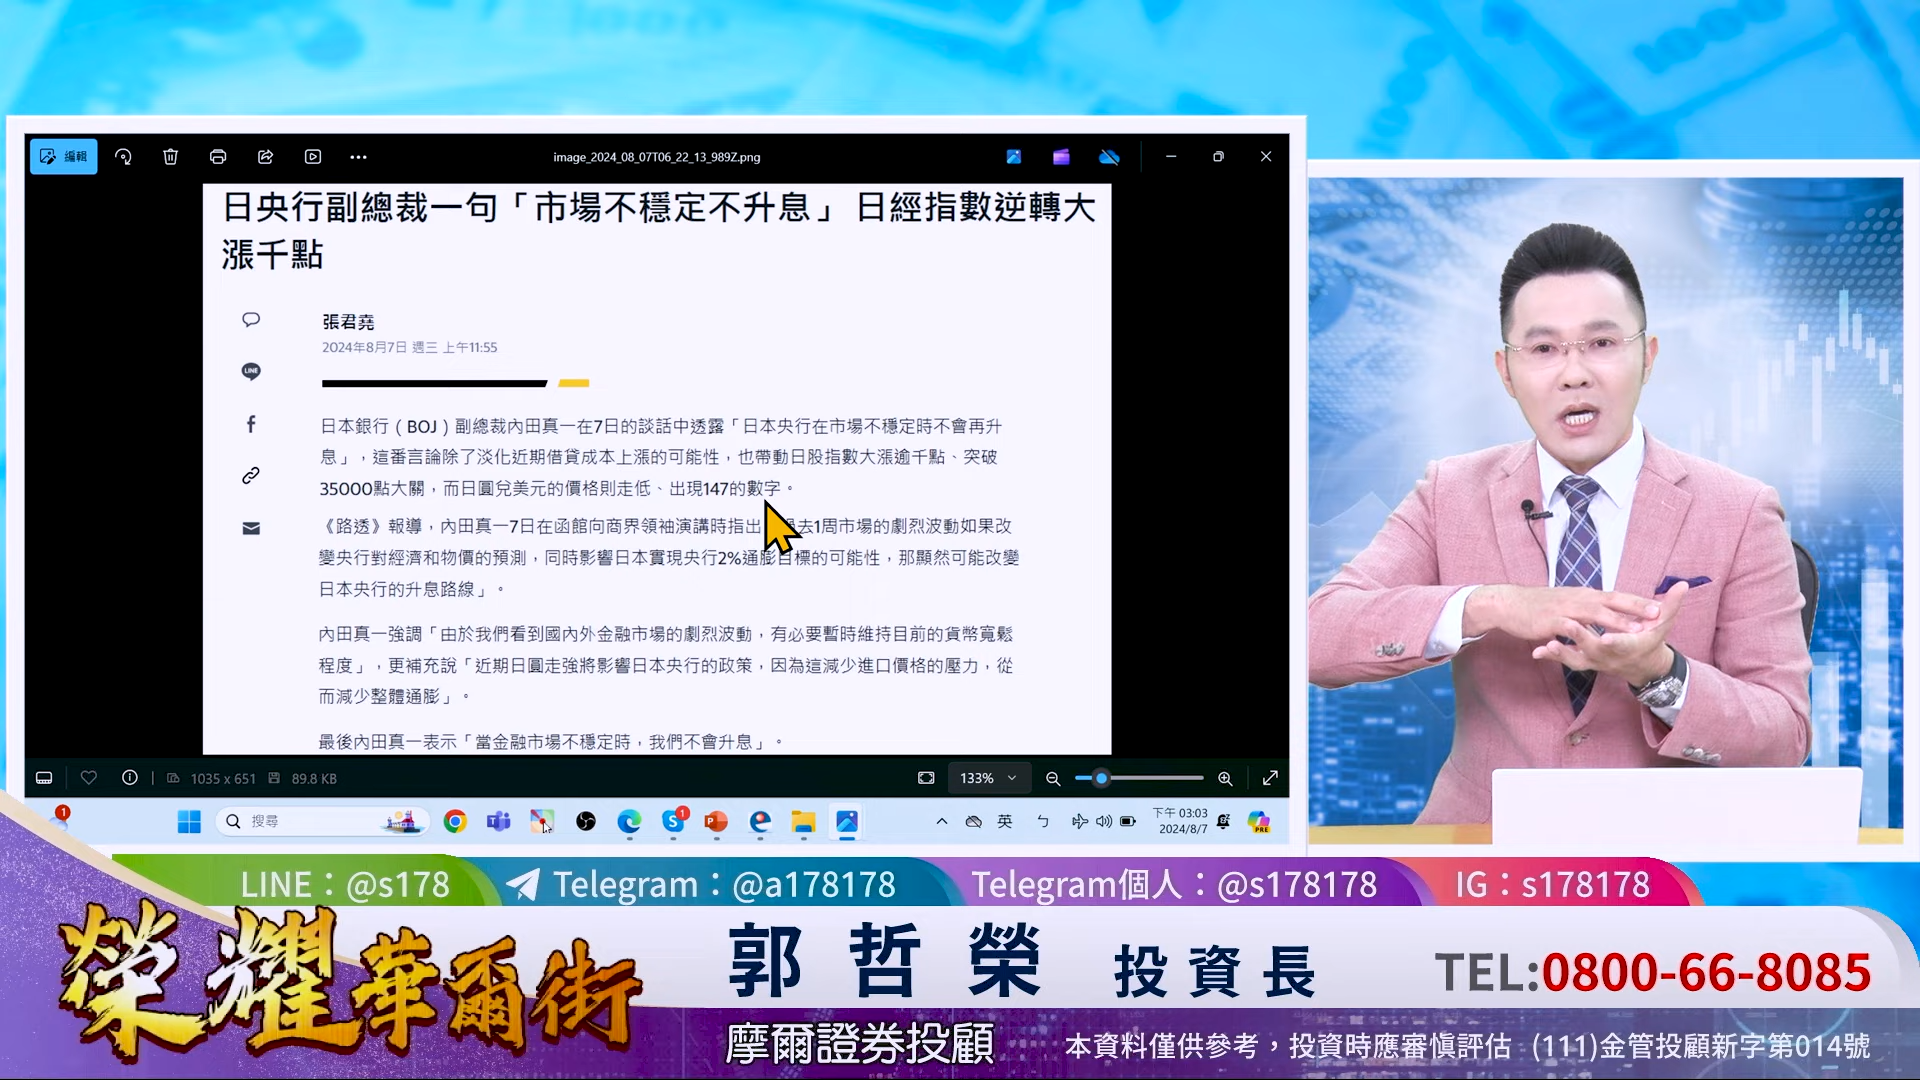 編輯
image_2024_08_07T06_22_13_989Z.png
日央行副總裁一句「市場不穩定不升息」 日經指數逆轉大
漲千點
張君堯
2024年8月7日 週三 上午11:55
LINE
日本銀行（BOJ）副總裁內田真一在7日的談話中透露「日本央行在市場不穩定時不會再升
息」，這番言論除了淡化近期借貸成本上漲的可能性，也帶動日股指數大漲逾千點、突破
35000點大關，而日圓兌美元的價格則走低、出現147的數字。
《路透》報導，內田真一7日在函館向商界領袖演講時指出 過去1周市場的劇烈波動如果改
變央行對經濟和物價的預測，同時影響日本實現央行2%通膨目標的可能性，那顯然可能改變
日本央行的升息路線」。
內田真一強調「由於我們看到國內外金融市場的劇烈波動，有必要暫時維持目前的貨幣寬鬆
程度」，更補充說「近期日圓走強將影響日本央行的政策，因為這減少進口價格的壓力，從
而減少整體通膨」。
最後內田真一表示「當金融市場不穩定時，我們不會升息」。
1035 x 651 89.8 KB 133%
1 搜尋 1 英 ㄅ 下午 03:03
2024/8/7 PRE
LINE：@s178 Telegram：@a178178 Telegram個人：@s178178 IG：s178178
榮耀華爾街
郭哲榮 投資長 TEL:0800-66-8085
摩爾證券投顧 本資料僅供參考，投資時應審慎評估 (111)金管投顧新字第014號